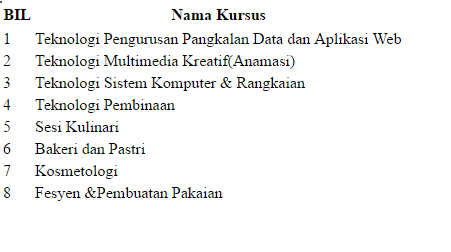 BIL Nama Kursus
1 Teknologi Pengurusan Pangkalan Data dan Aplikasi Web
2 Teknologi Multimedia Kreatif(Anamasi)
3 Teknologi Sistem Komputer & Rangkaian
4 Teknologi Pembinaan
5 Sesi Kulinari
6 Bakeri dan Pastri
7 Kosmetologi
8 Fesyen &Pembuatan Pakaian